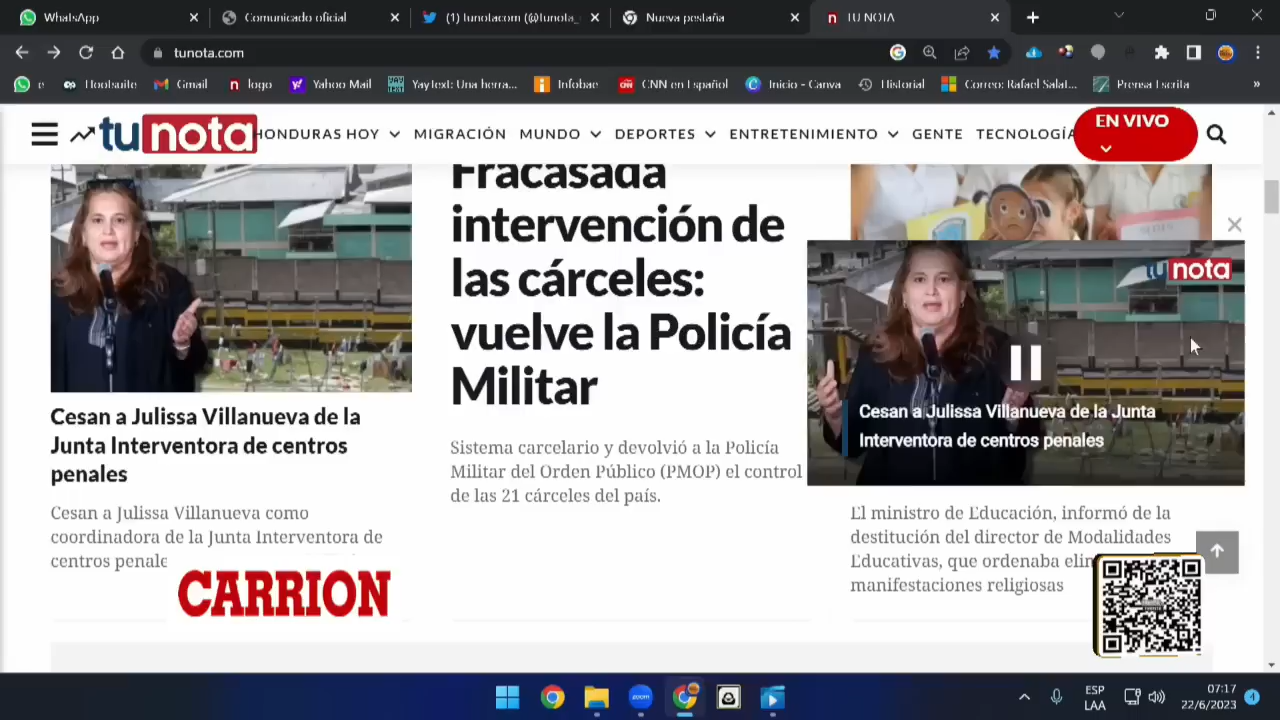 WhatsApp
Comunicado oficial
(1) tunotacom (@tunota_
Nueva pestaña
TU NOTA
tunota.com
e
Hootsuite
Gmail
logo
Yahoo Mail
YayText: Una herra...
Infobae
CNN en Español
Inicio - Canva
Historial
Correo: Rafael Salat...
Prensa Escrita
»
tunota
HONDURAS HOY
MIGRACIÓN
MUNDO
DEPORTES
ENTRETENIMIENTO
GENTE
TECNOLOGÍA
EN VIVO
Cesan a Julissa Villanueva de la
Junta Interventora de centros
penales
Cesan a Julissa Villanueva como
coordinadora de la Junta Interventora de
centros penale
CARRION
Fracasada
intervención de
las cárceles:
vuelve la Policía
Militar
Sistema carcelario y devolvió a la Policía
Militar del Orden Público (PMOP) el control
de las 21 cárceles del país.
tunota
Cesan a Julissa Villanueva de la Junta
Interventora de centros penales
El ministro de Educación, informó de la
destitución del director de Modalidades
Educativas, que ordenaba elim
manifestaciones religiosas
zoom
ESP
LAA
07:17
22/6/2023
4